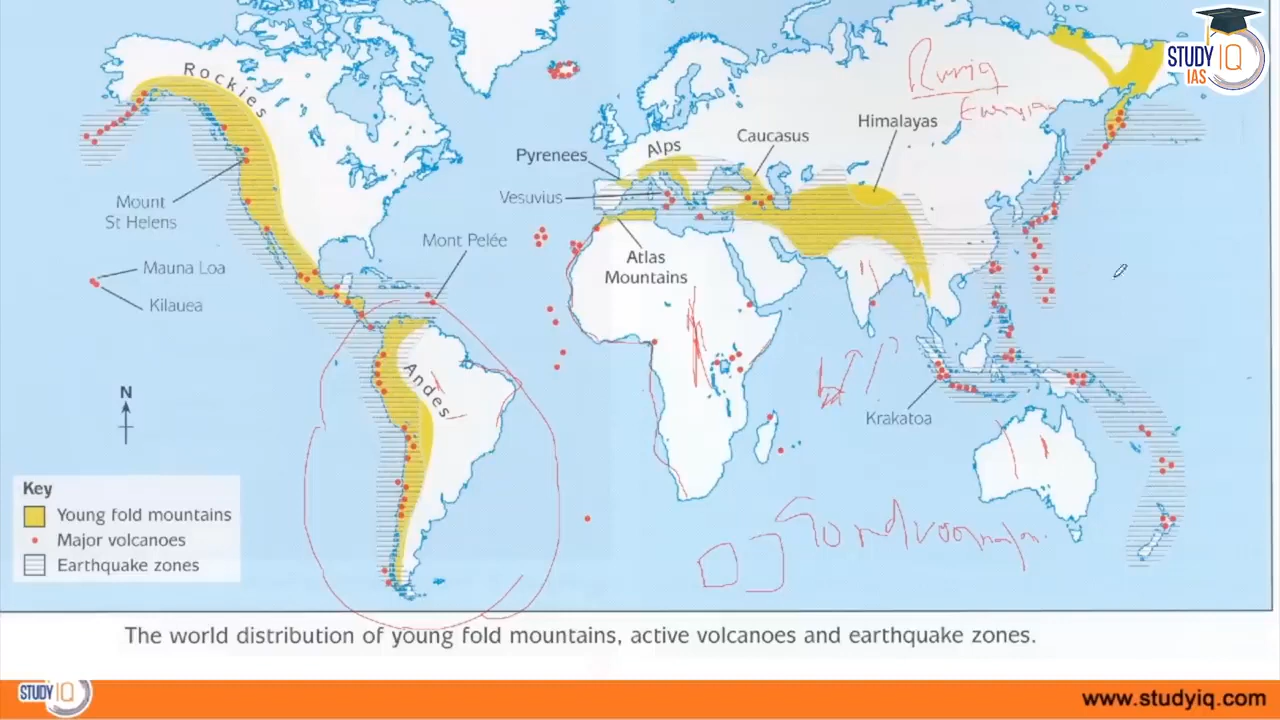 STUDY IQ
IAS
Rockies
Caucasus
Himalayas
Alps
Pyrenees
Vesuvius
Mount
St Helens
Mont Pelée
Atlas
Mountains
Mauna Loa
Kilauea
Andes
N
Krakatoa
Key
Young fold mountains
Major volcanoes
Earthquake zones
The world distribution of young fold mountains, active volcanoes and earthquake zones.
STUDY IQ
www.studyiq.com